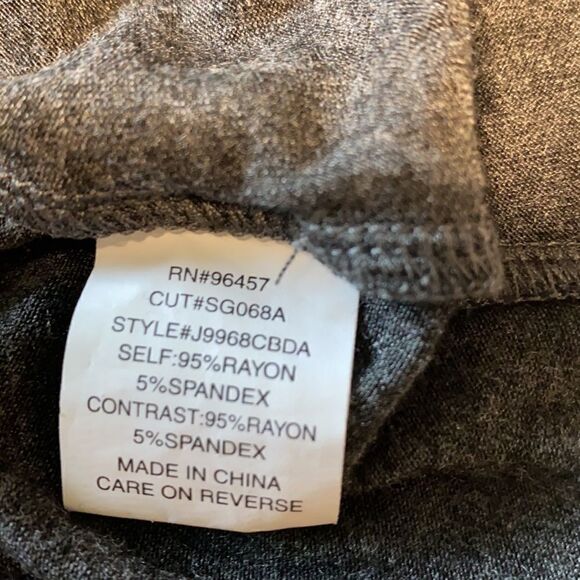 RN#96457
CUT#SG068A
STYLE#J9968CBDA
SELF:95%RAYON
5%SPANDEX
CONTRAST:95%RAYON
5%SPANDEX
MADE IN CHINA
CARE ON REVERSE